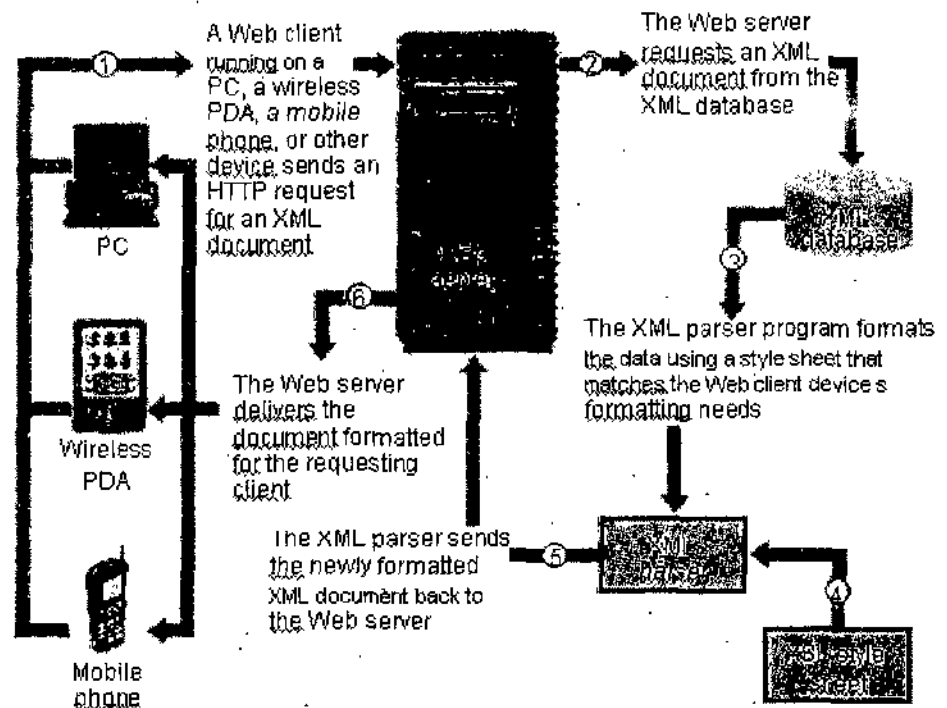 1
A Web client
running on a
PC, a wireless
PDA, a mobile
phone, or other
device sends an
HTTP request
for an XML
document
2
The Web server
requests an XML
document from the
XML database
PC
database
3
6
The XML parser program formats
the data using a style sheet that
matches the Web client device s
formatting needs
The Web server
delivers the
document formatted
for the requesting
client
Wireless
PDA
The XML parser sends
the newly formatted
XML document back to
the Web server
5
XML
parser
4
style
Mobile
phone